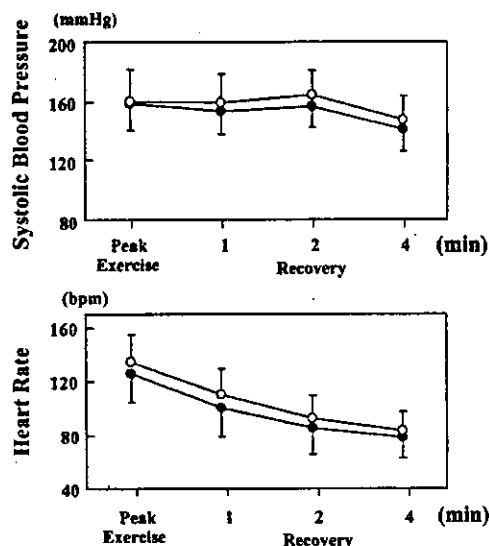 (mmHg)
Systolic Blood Pressure
200
160
120
80
Peak
Exercise
1
2
4
(min)
Recovery
(bpm)
Heart Rate
160
120
80
40
Peak
Exercise
1
2
4
(min)
Recovery